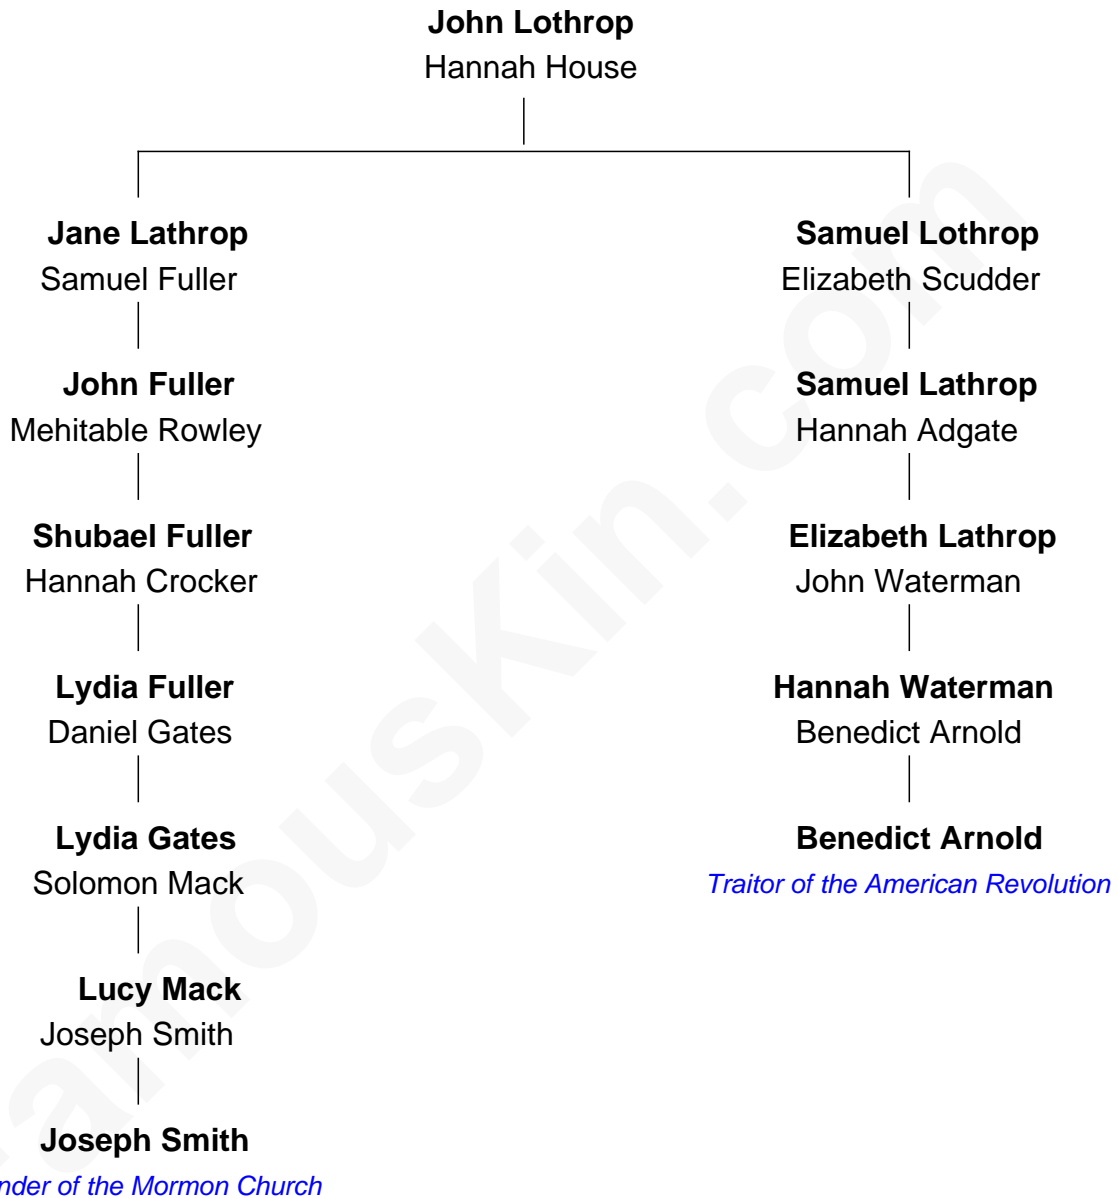 John Lothrop
Hannah House
Jane Lathrop
Samuel Fuller
Samuel Lothrop
Elizabeth Scudder
John Fuller
Mehitable Rowley
Samuel Lathrop
Hannah Adgate
Shubael Fuller
Hannah Crocker
Elizabeth Lathrop
John Waterman
Lydia Fuller
Daniel Gates
Hannah Waterman
Benedict Arnold
Lydia Gates
Solomon Mack
Benedict Arnold
Traitor of the American Revolution
Lucy Mack
Joseph Smith
Joseph Smith
nder of the Mormon Church
amouskin.com